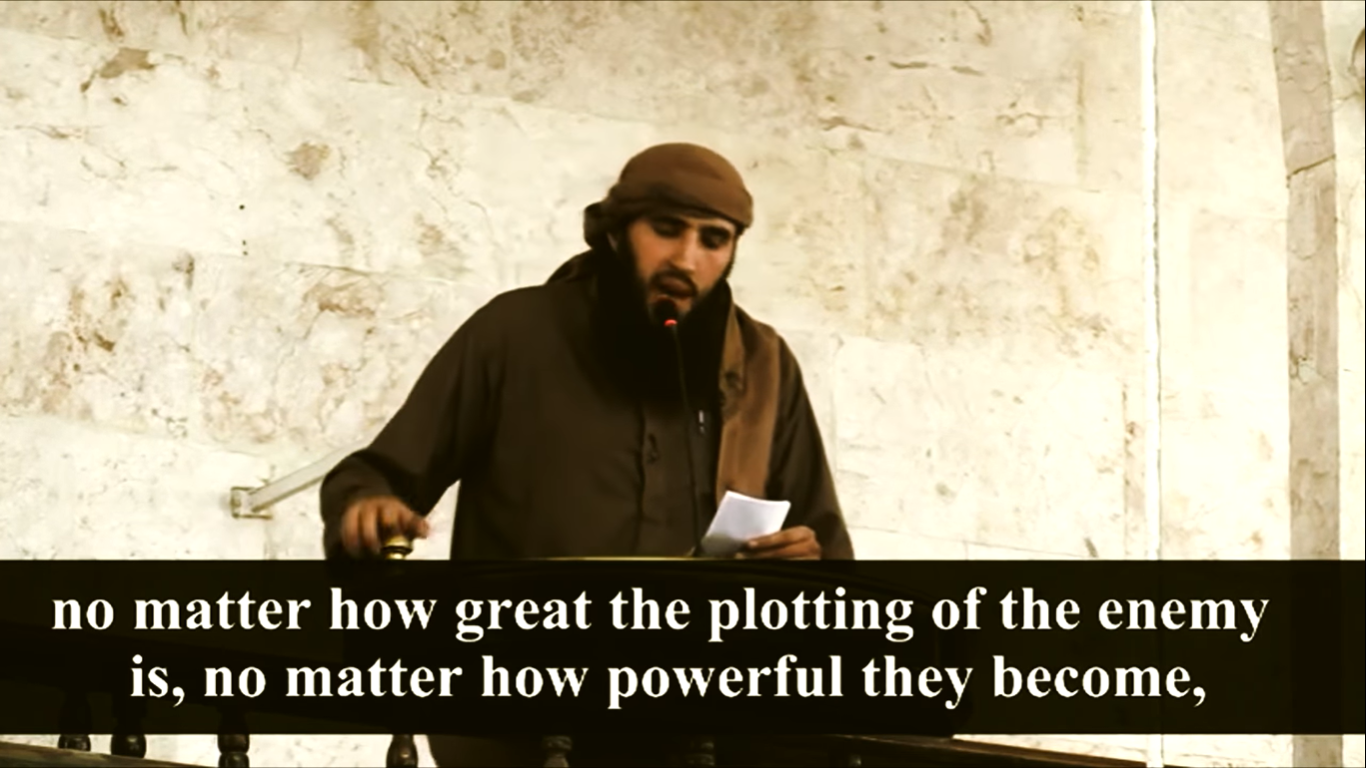 no matter how great the plotting of the enemy
is, no matter how powerful they become,